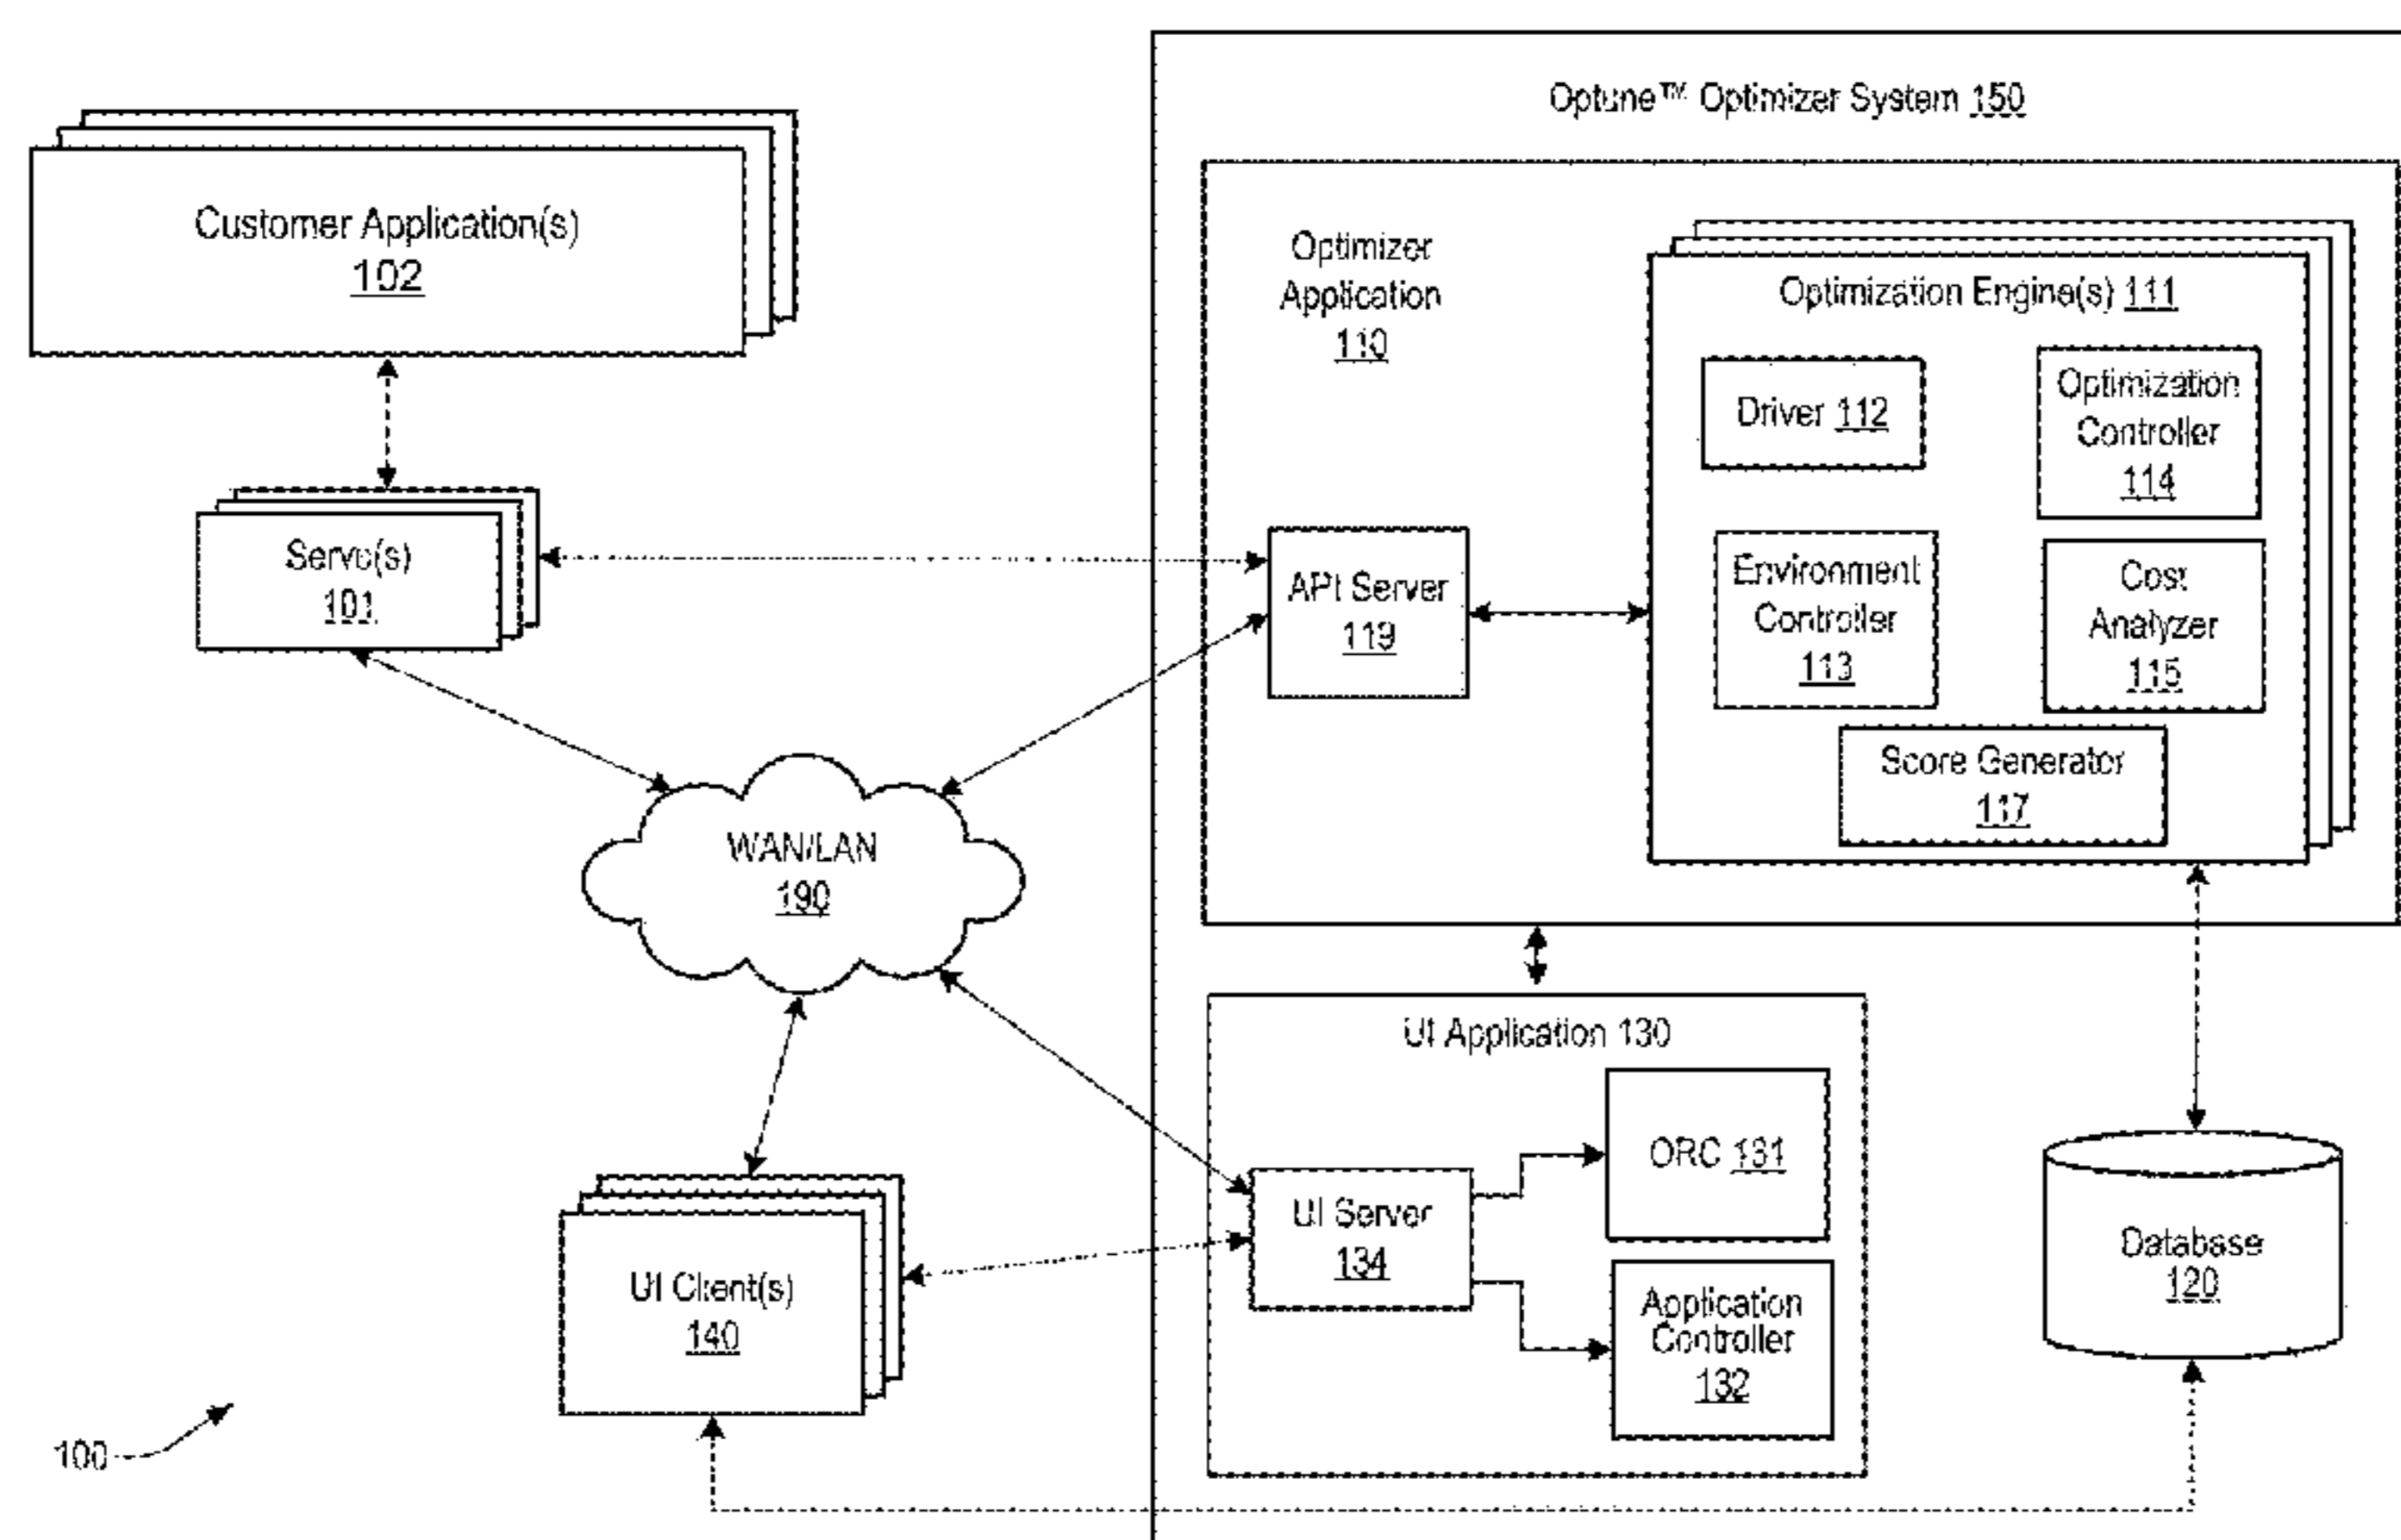 Optune™ Optimizer System 150
Customer Application(s)
102
Optimizer
Application
110
Optimization Engine(s) 111
Driver 112
Optimization
Controller
114
Servo(s)
101
API Server
119
Environment
Controller
113
Cost
Analyzer
115
Score Generator
117
WAN/LAN
190
UI Application 130
ORC 131
UI Server
134
Application
Controller
132
UI Client(s)
140
Database
120
100